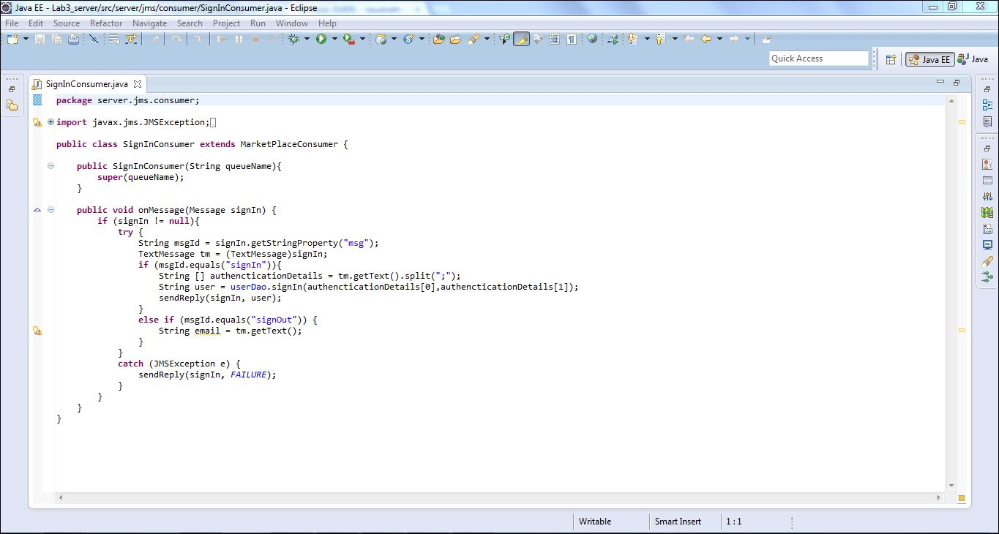 Java EE - Lab3_server/src/server/jms/consumer/SignInConsumer.java - Eclipse
File Edit Source Refactor Navigate Search Project Run Window Help
Quick Access
Java EE
Java
SignInConsumer.java
package server.jms.consumer;
import javax.jms.JMSException;
public class SignInConsumer extends MarketPlaceConsumer {
public SignInConsumer(String queueName){
super(queueName);
}
public void onMessage(Message signIn) {
if (signIn != null){
try {
String msgId = signIn.getStringProperty("msg");
TextMessage tm = (TextMessage)signIn;
if (msgId.equals("signIn")){
String [] authencticationDetails = tm.getText().split(";");
String user = userDao.signIn(authencticationDetails[0],authencticationDetails[1]);
sendReply(signIn, user);
}
else if (msgId.equals("signOut")) {
String email = tm.getText();
}
}
catch (JMSException e) {
sendReply(signIn, FAILURE);
}
}
}
}
Writable
Smart Insert
1 : 1